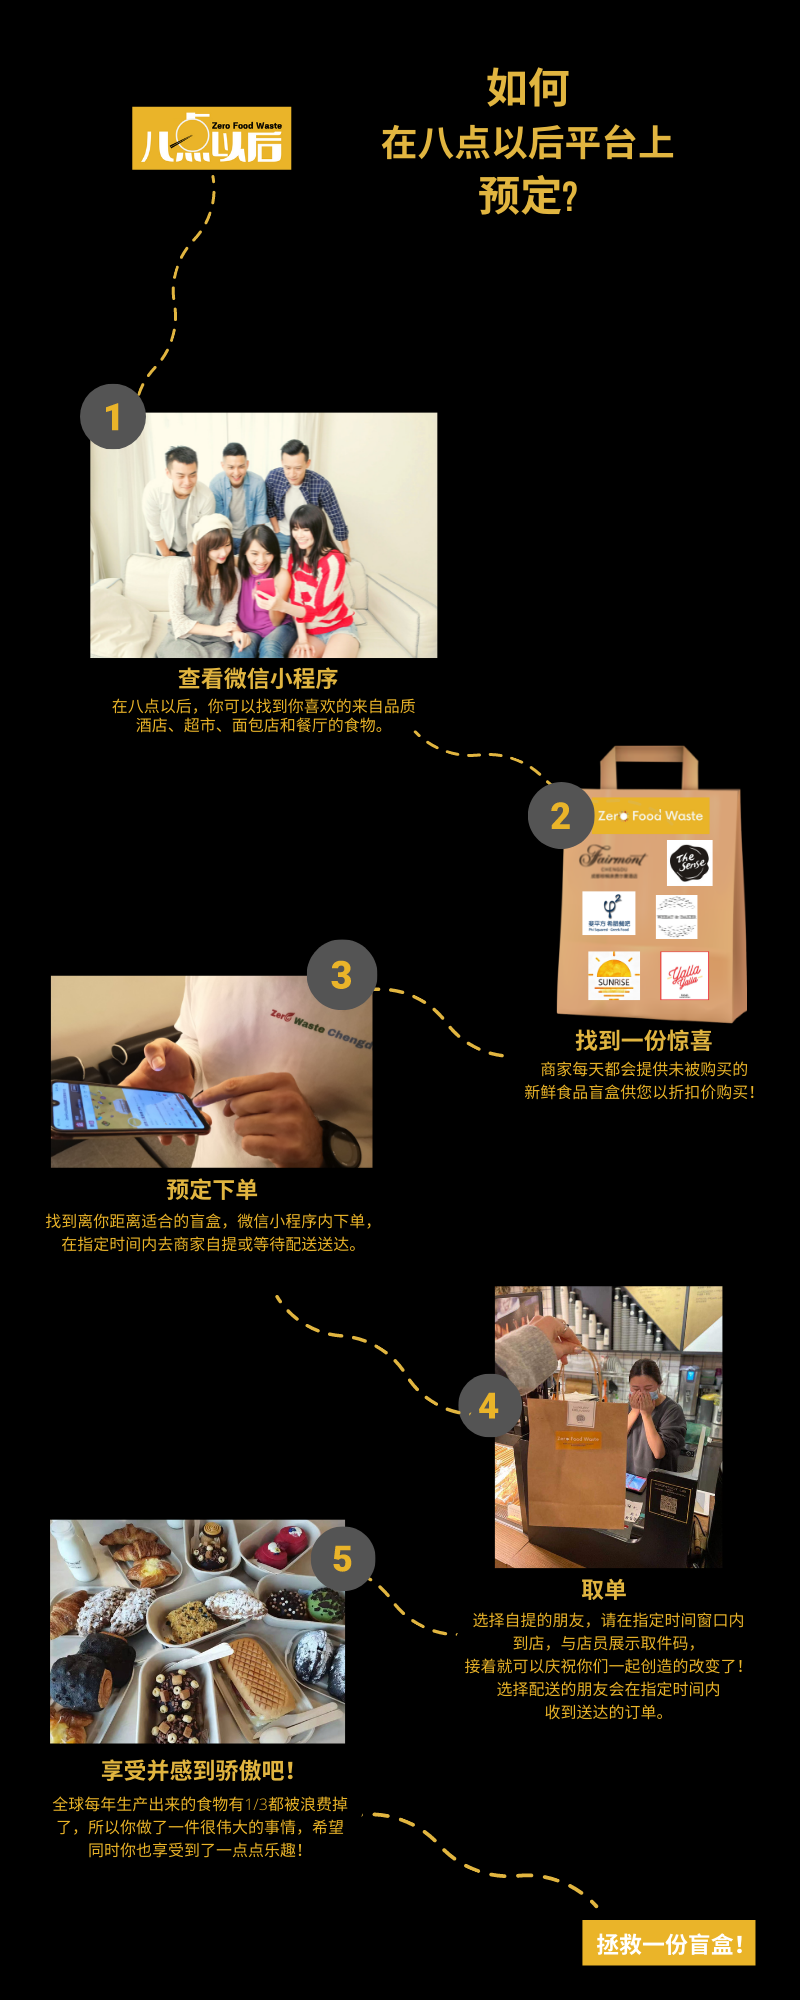 Zero Food Waste
八点以后
如何
在八点以后平台上
预定?
1
查看微信小程序
在八点以后，你可以找到你喜欢的来自品质
酒店、超市、面包店和餐厅的食物。
2
Zero Food Waste
Fairmont
CHENGDU
The
Sense
φ²
SUNRISE
Yalla
Yalla
找到一份惊喜
商家每天都会提供未被购买的
新鲜食品盲盒供您以折扣价购买！
3
Zero Waste Chengd
预定下单
找到离你距离适合的盲盒，微信小程序内下单，
在指定时间内去商家自提或等待配送送达。
4
Zero Food Waste
取单
选择自提的朋友，请在指定时间窗口内
到店，与店员展示取件码，
接着就可以庆祝你们一起创造的改变了！
选择配送的朋友会在指定时间内
收到送达的订单。
5
享受并感到骄傲吧！
全球每年生产出来的食物有1/3都被浪费掉
了，所以你做了一件很伟大的事情，希望
同时你也享受到了一点点乐趣！
拯救一份盲盒！